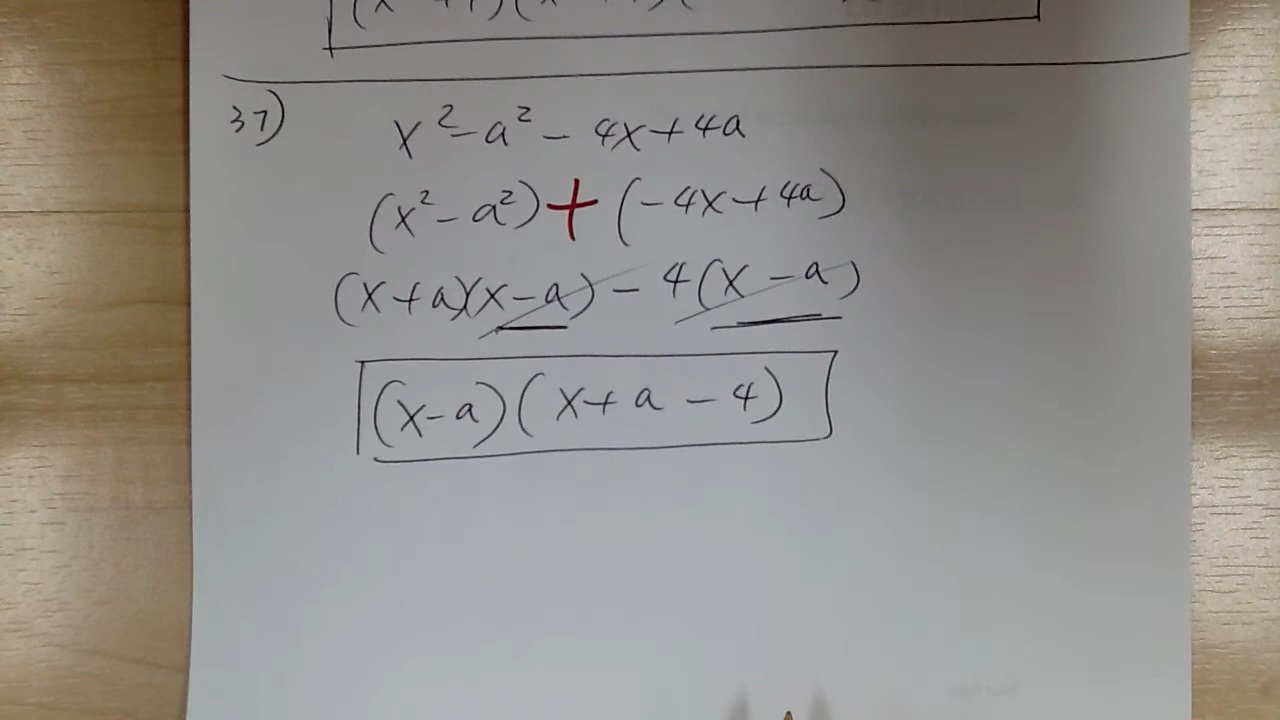 37) x² - a² - 4x + 4a
(x² - a²) + (-4x + 4a)
(x + a)(x - a) - 4(x - a)
(x - a)(x + a - 4)